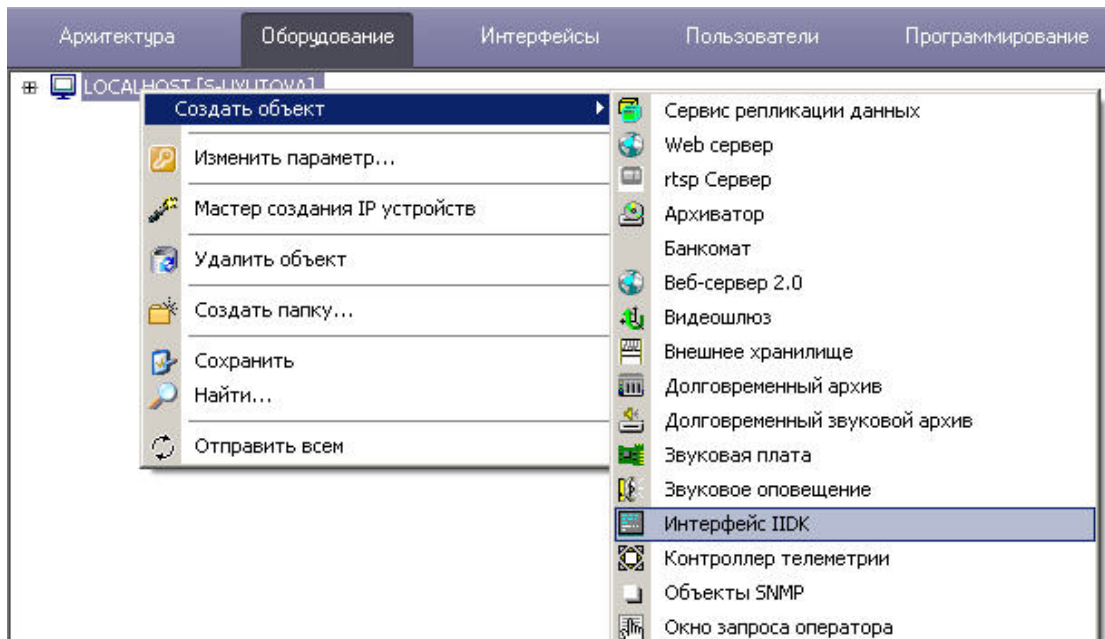 Архитектура Оборудование Интерфейсы Пользователи Программирование
LOCALHOST [S-UYUTOVA]
Создать объект
Изменить параметр...
Мастер создания IP устройств
Удалить объект
Создать папку...
Сохранить
Найти...
Отправить всем
Сервис репликации данных
Web сервер
rtsp Сервер
Архиватор
Банкомат
Веб-сервер 2.0
Видеошлюз
Внешнее хранилище
Долговременный архив
Долговременный звуковой архив
Звуковая плата
Звуковое оповещение
Интерфейс IIDK
Контроллер телеметрии
Объекты SNMP
Окно запроса оператора